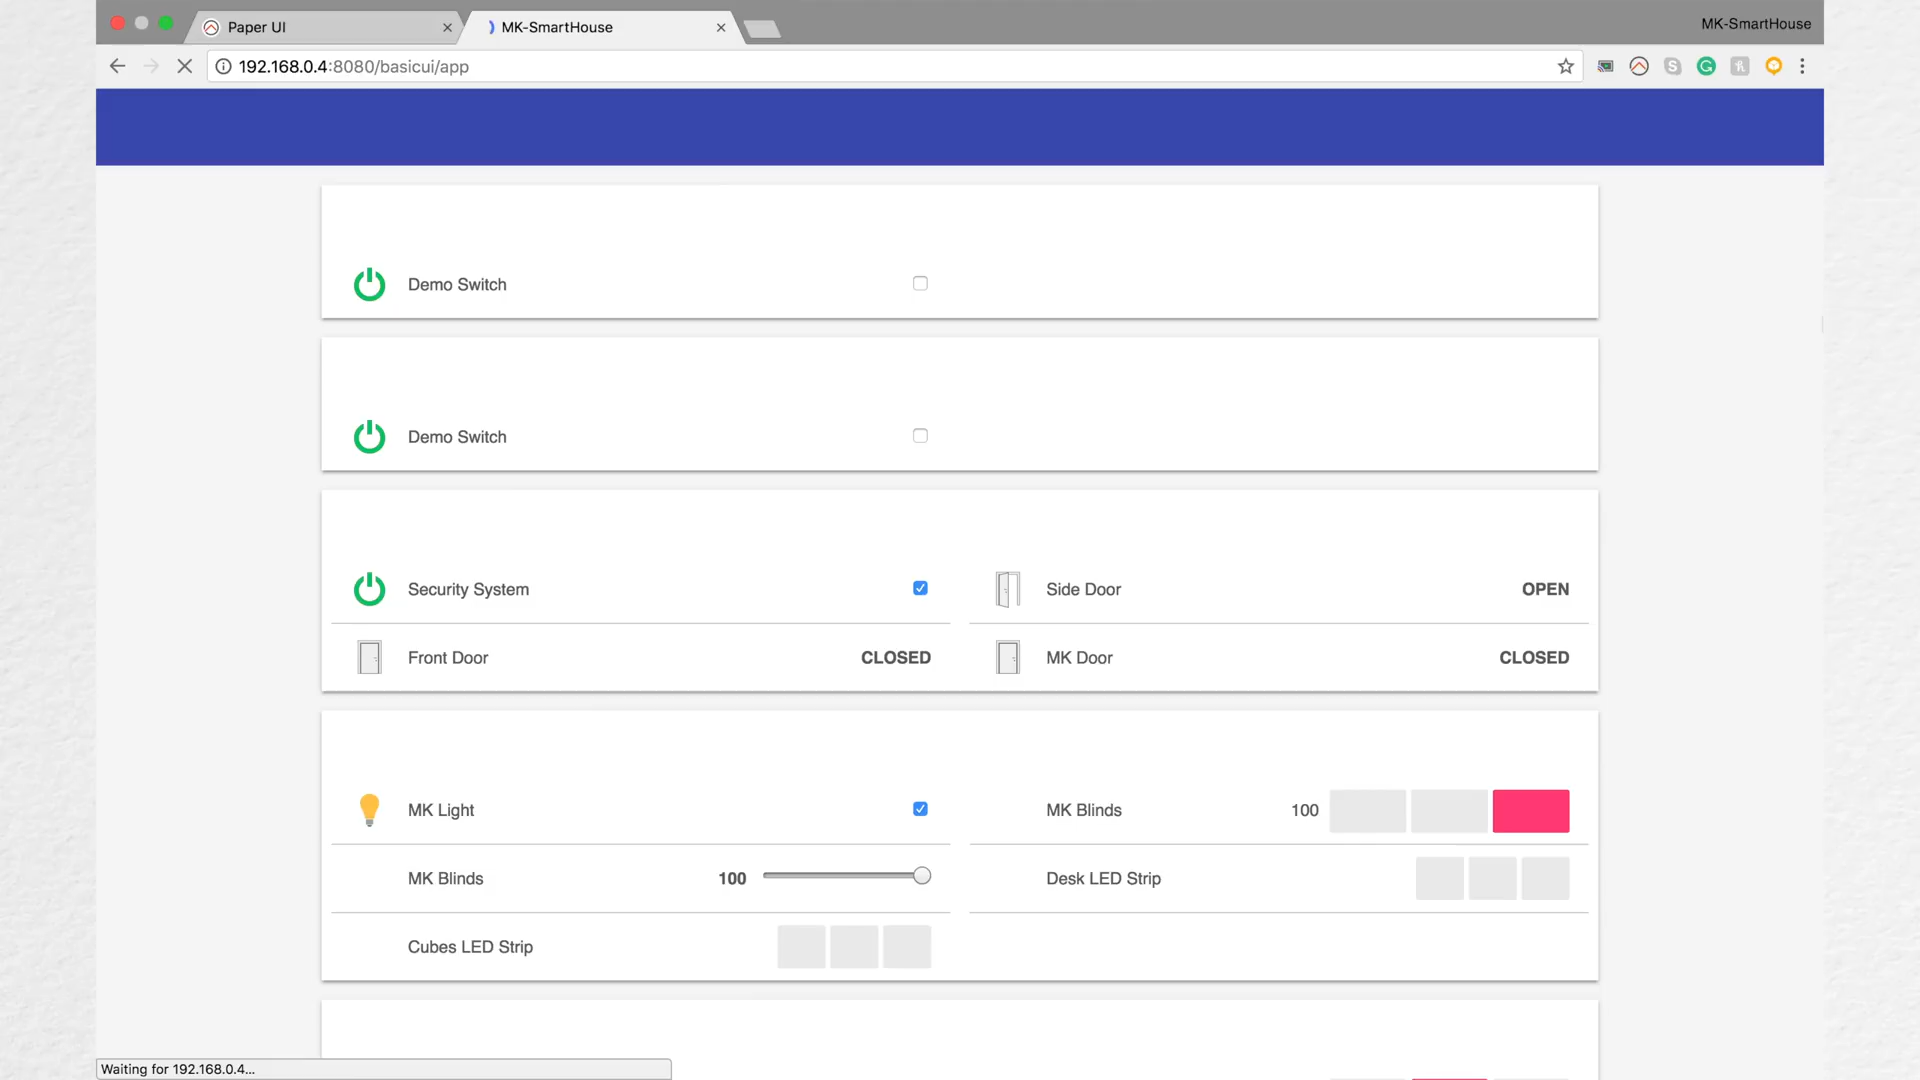 Paper UI
MK-SmartHouse
MK-SmartHouse
192.168.0.4:8080/basicui/app
Demo Switch
Demo Switch
Security System
Side Door
OPEN
Front Door
CLOSED
MK Door
CLOSED
MK Light
MK Blinds
100
MK Blinds
100
Desk LED Strip
Cubes LED Strip
Waiting for 192.168.0.4...